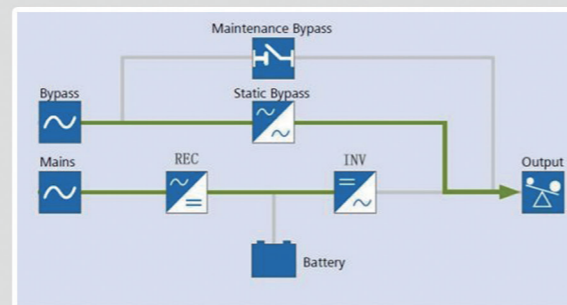 Maintenance Bypass
Bypass
Static Bypass
Mains
REC
INV
Output
Battery